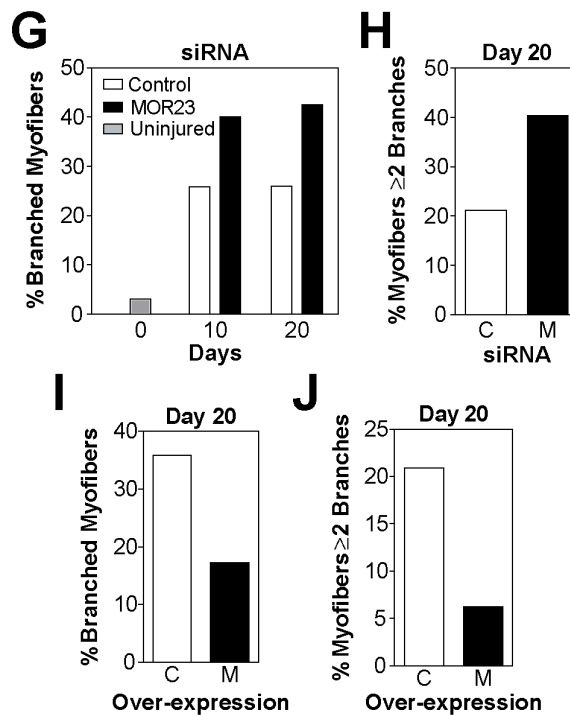 G
siRNA
% Branched Myofibers
50
40
30
20
10
0
Control
MOR23
Uninjured
0 10 20
Days
H
Day 20
%Myofibers ≥2 Branches
50
40
30
20
10
0
C M
siRNA
I
Day 20
%Branched Myofibers
40
30
20
10
0
C M
Over-expression
J
Day 20
%Myofibers≥2 Branches
25
20
15
10
5
0
C M
Over-expression